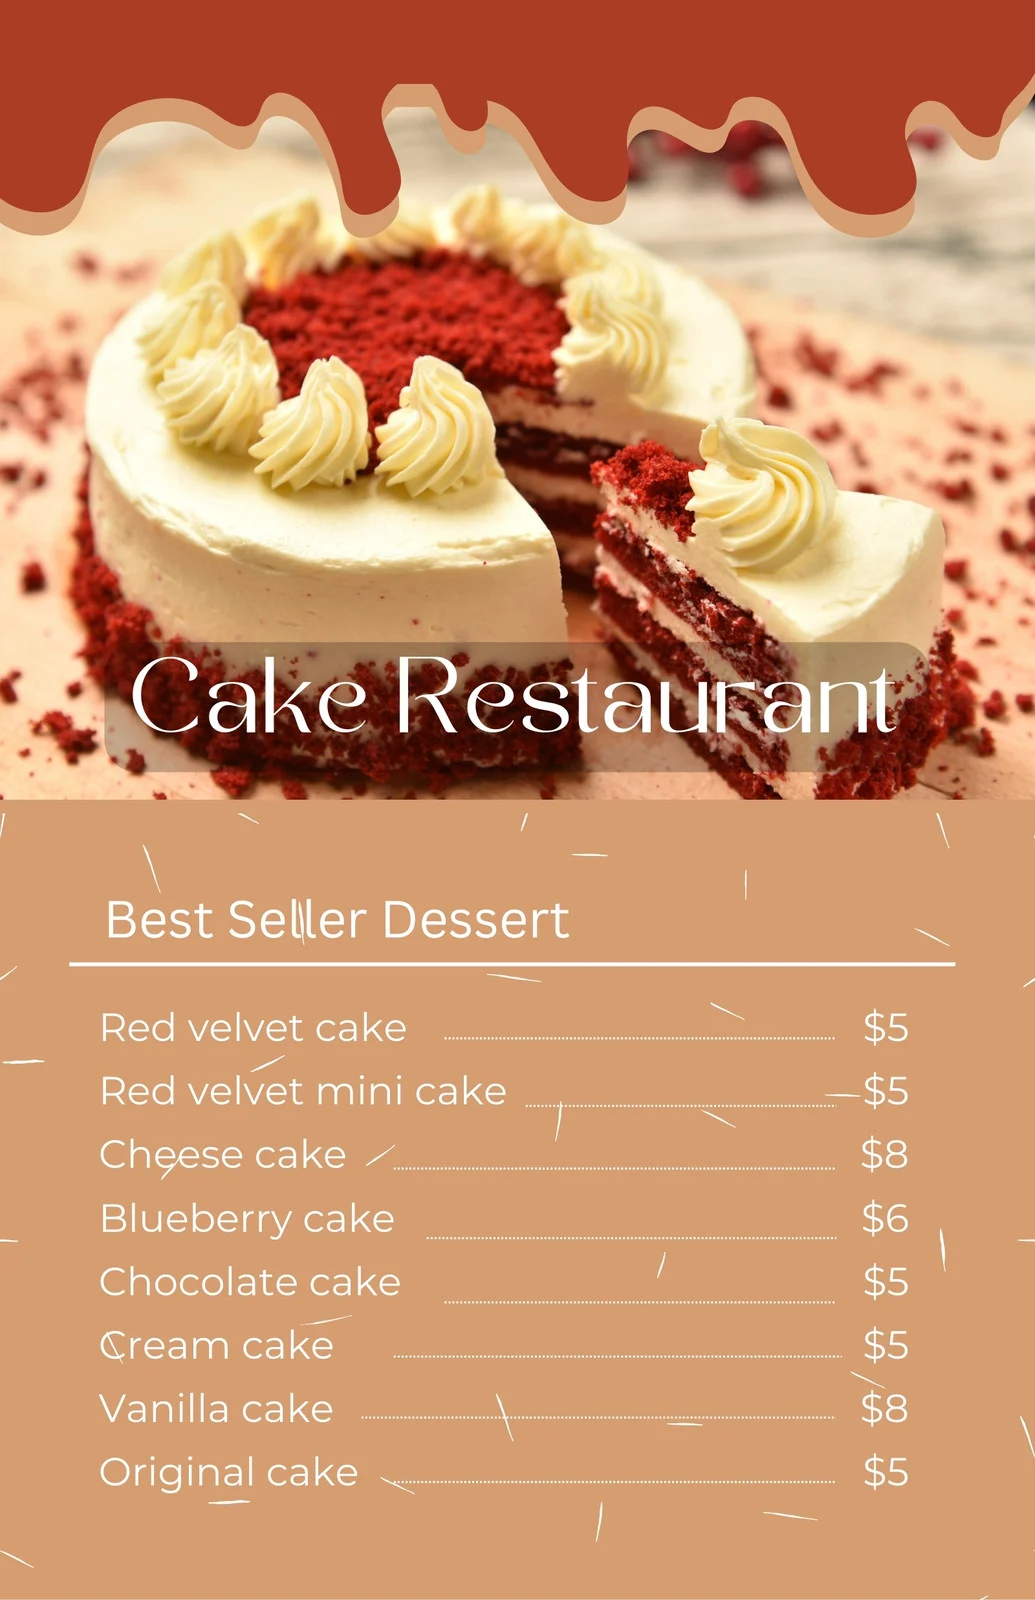 Cake Restaurant
Best Seller Dessert
Red velvet cake $5
Red velvet mini cake $5
Cheese cake $8
Blueberry cake $6
Chocolate cake $5
Cream cake $5
Vanilla cake $8
Original cake $5